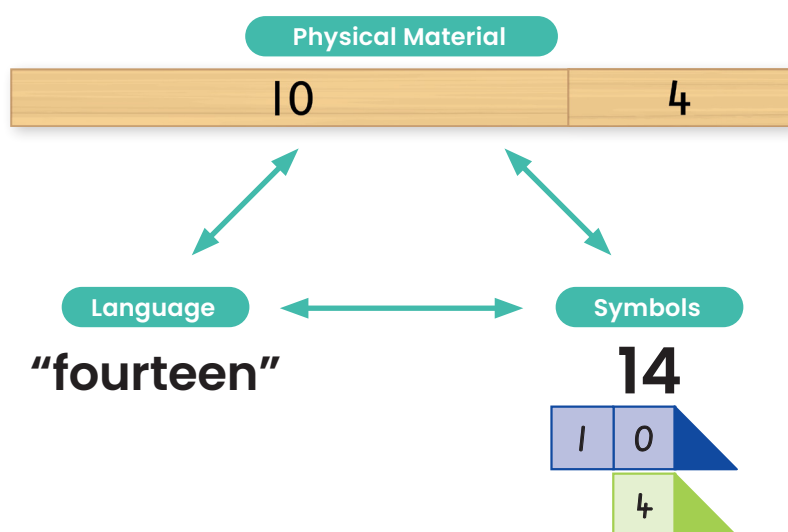 Physical Material
10 4
Language
Symbols
“fourteen”
14
1 0
4